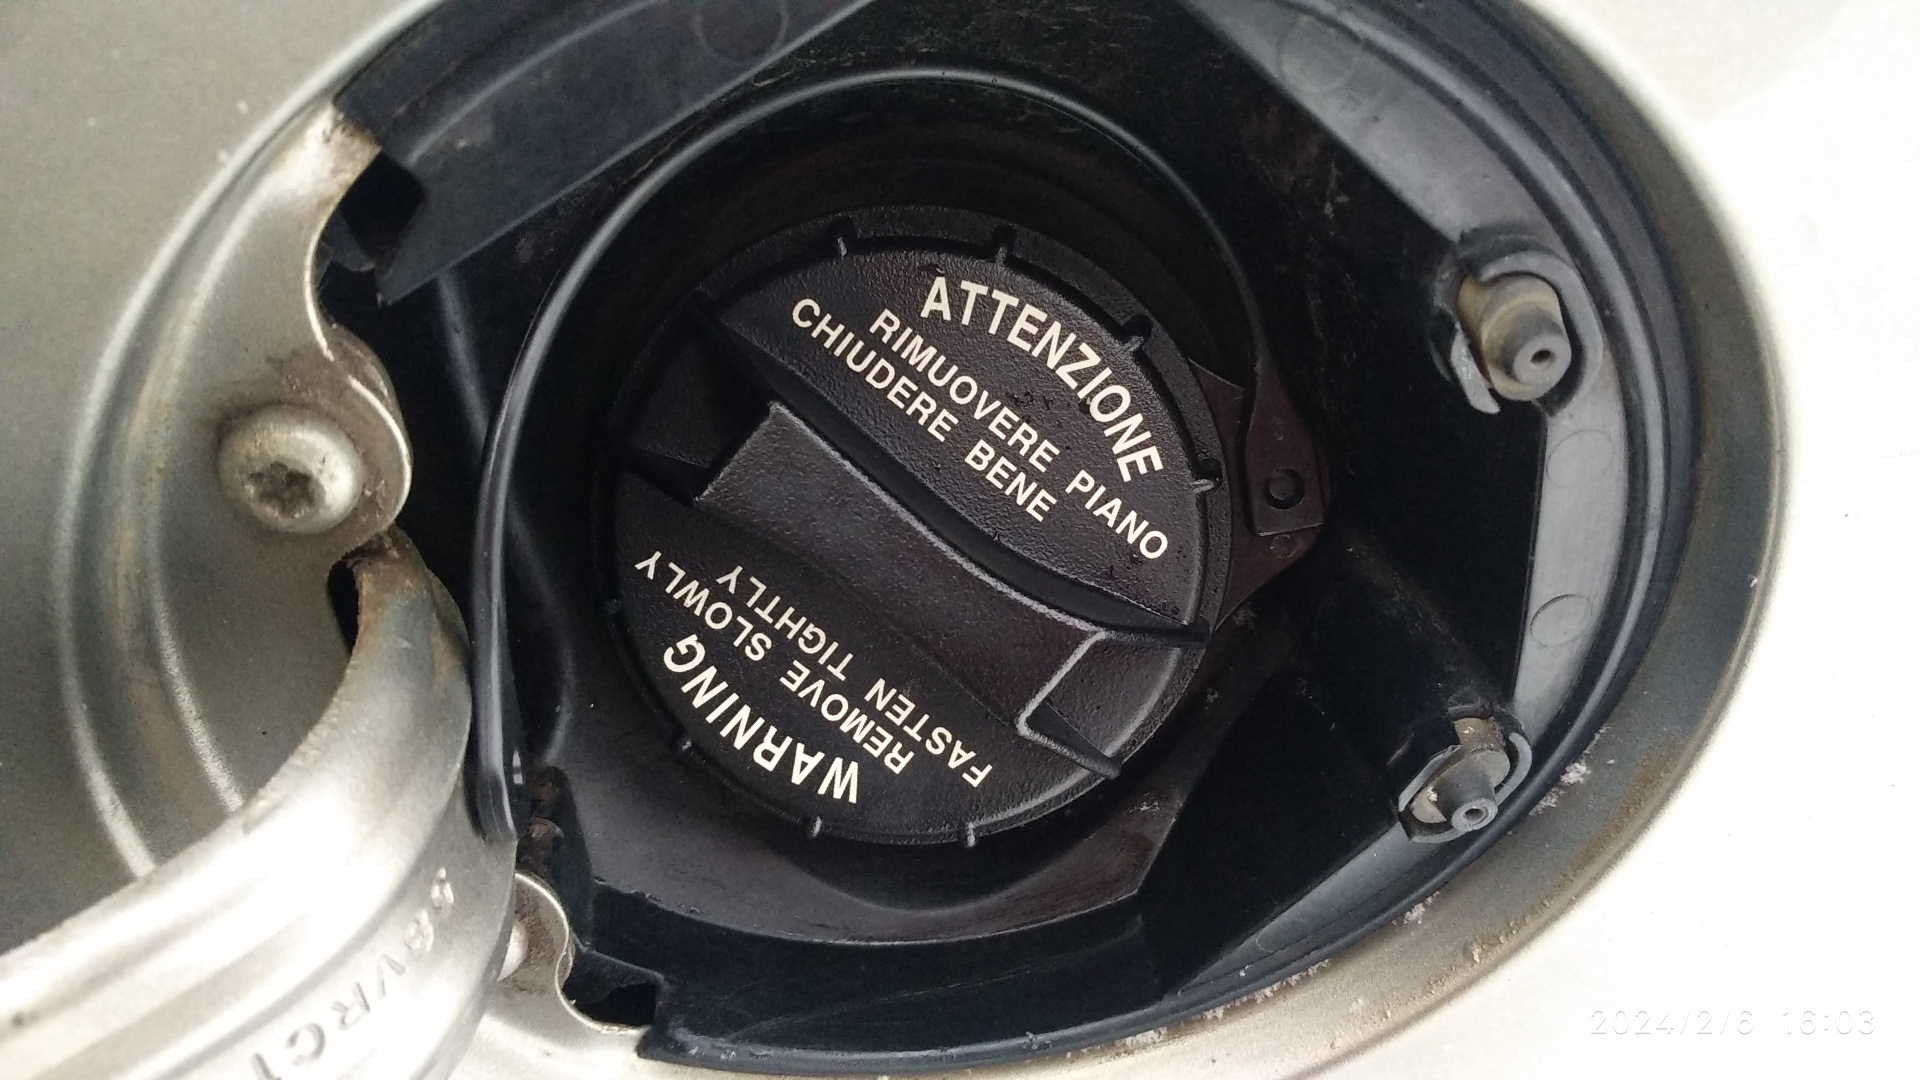 ATTENZIONE
RIMUOVERE PIANO
CHIUDERE BENE
WARNING
REMOVE SLOWLY
FASTEN TIGHTLY
2024/2/6 16:03